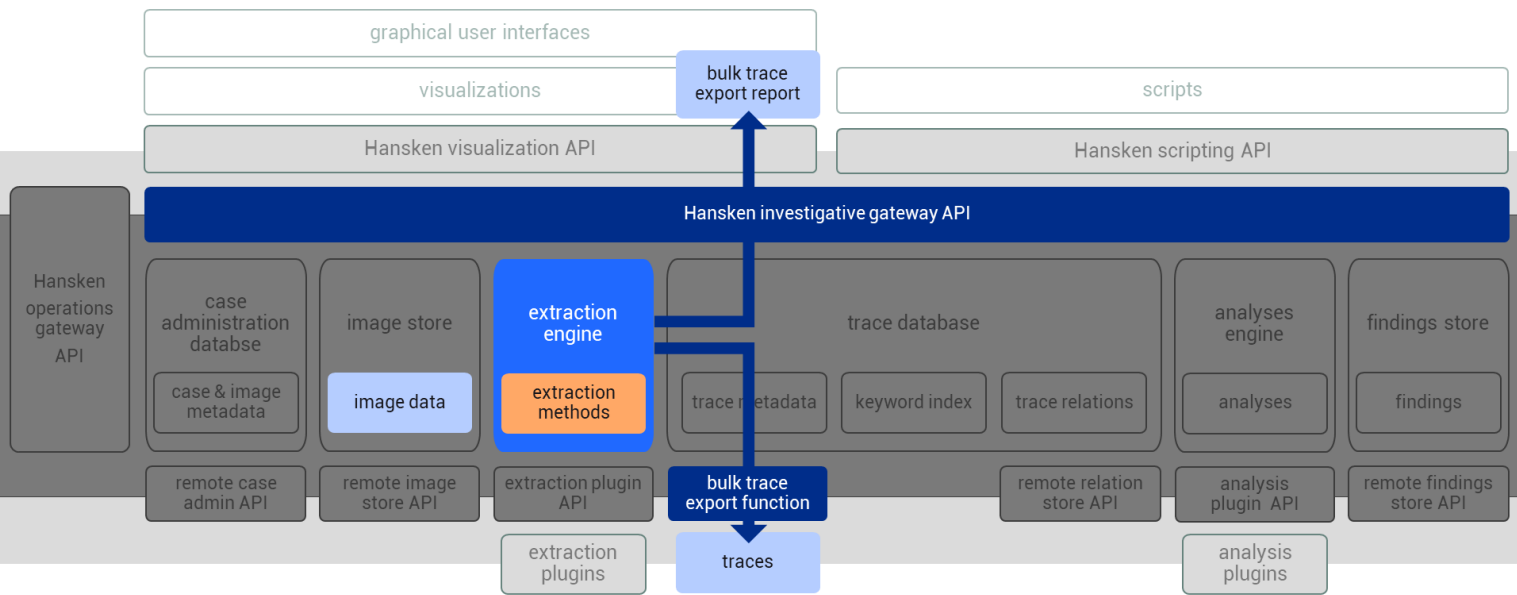 graphical user interfaces
visualizations
bulk trace
export report
scripts
Hansken visualization API
Hansken scripting API
Hansken investigative gateway API
Hansken
operations
gateway
API
case
administration
databse
case & image
metadata
image store
image data
extraction
engine
extraction
methods
trace database
trace metadata
keyword index
trace relations
analyses
engine
analyses
findings store
findings
remote case
admin API
remote image
store API
extraction plugin
API
bulk trace
export function
remote relation
store API
analysis
plugin API
remote findings
store API
extraction
plugins
traces
analysis
plugins